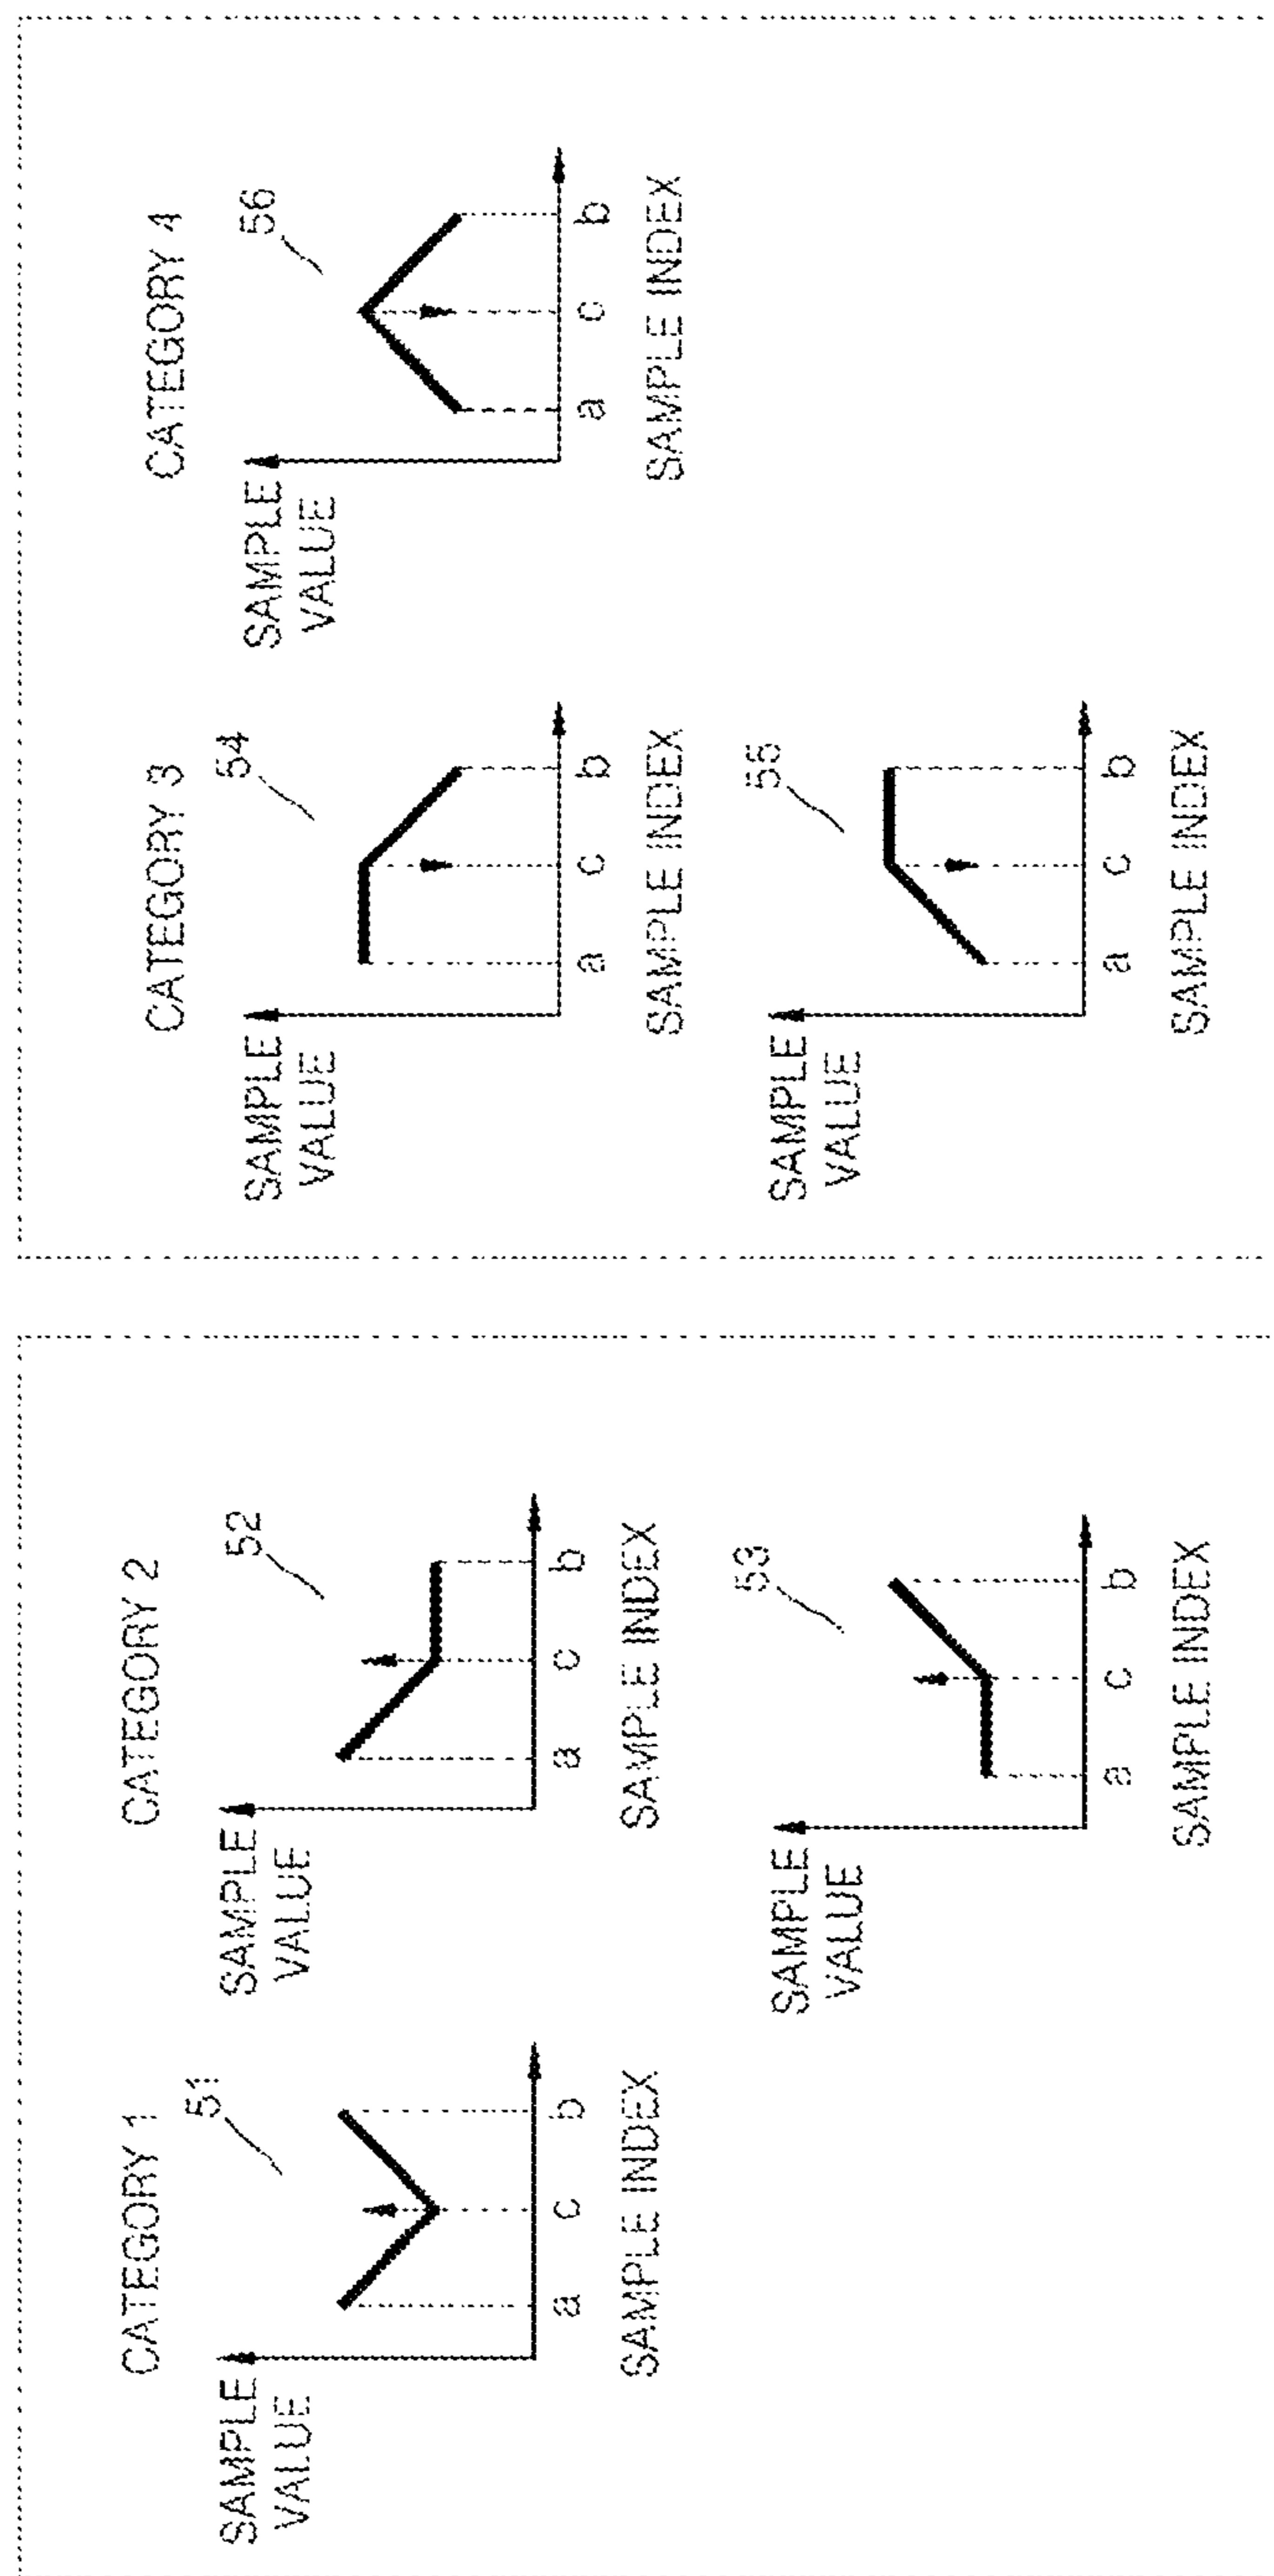 CATEGORY 1
51
SAMPLE
VALUE
a
c
b
SAMPLE INDEX
CATEGORY 2
52
SAMPLE
VALUE
a
c
b
SAMPLE INDEX
53
SAMPLE
VALUE
a
c
b
SAMPLE INDEX
CATEGORY 3
54
SAMPLE
VALUE
a
c
b
SAMPLE INDEX
55
SAMPLE
VALUE
a
c
b
SAMPLE INDEX
CATEGORY 4
56
SAMPLE
VALUE
a
c
b
SAMPLE INDEX